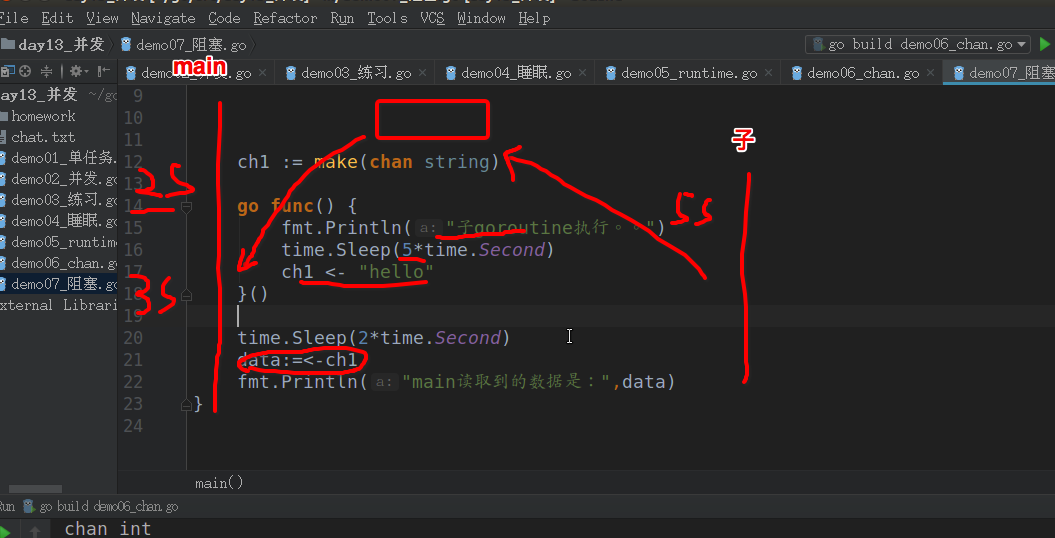 File Edit View Navigate Code Refactor Run Tools VCS Window Help
day13_并发 demo07_阻塞.go
go build demo06_chan.go
main
demo03_练习.go demo04_睡眠.go demo05_runtime.go demo06_chan.go demo07_阻塞
ay13_并发 ~/go
homework
chat.txt
demo01_单任务.
demo02_并发.go
demo03_练习.go
demo04_睡眠.go
demo05_runtime
demo06_chan.go
demo07_阻塞.go
xternal Librari
9
10
11
子
12 ch1 := make(chan string)
13
2S
14 go func() {
15 fmt.Println( a: "子goroutine执行。。") 5s
16 time.Sleep(5*time.Second)
17 ch1 <- "hello"
3S
18 }()
19
20 time.Sleep(2*time.Second)
21 data:=<-ch1
22 fmt.Println( a: "main读取到的数据是：",data)
23 }
24
main()
un go build demo06_chan.go
chan int